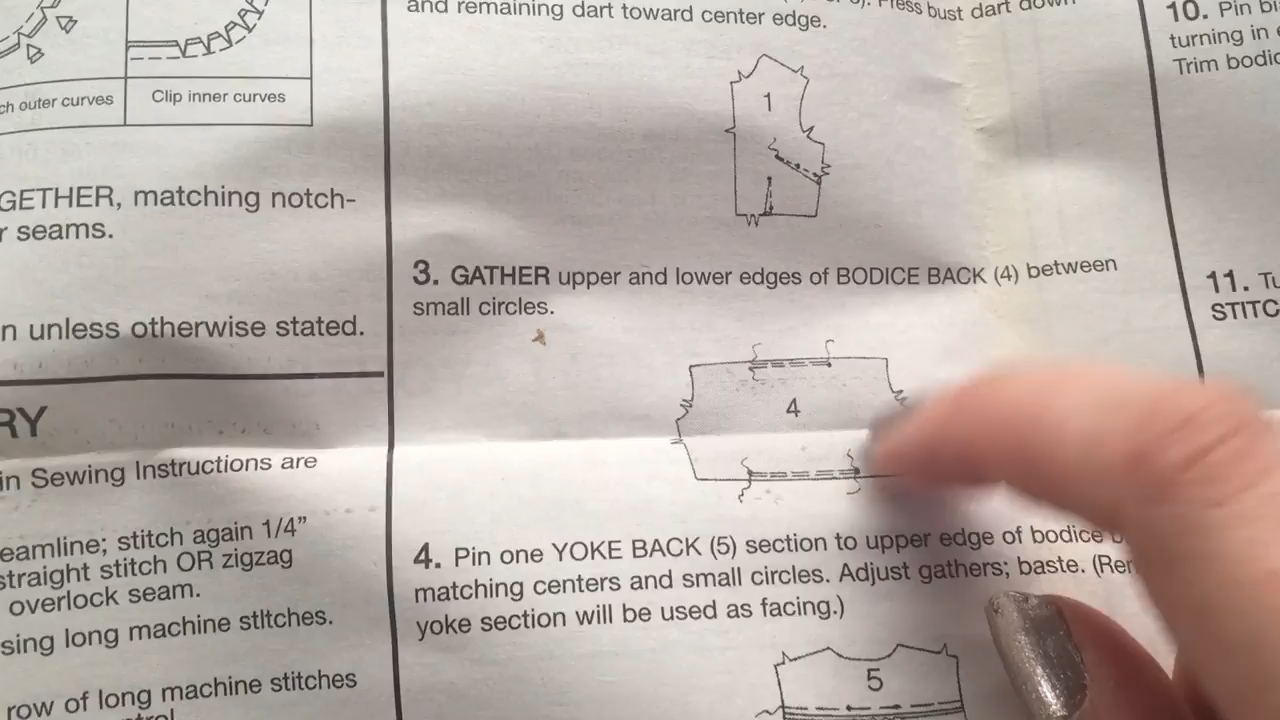 ch outer curves
Clip inner curves
GETHER, matching notch-
r seams.
n unless otherwise stated.
RY
in Sewing Instructions are
eamline; stitch again 1/4”
straight stitch OR zigzag
overlock seam.
sing long machine stItches.
row of long machine stitches
Press bust dart down
and remaining dart toward center edge.
1
3. GATHER upper and lower edges of BODICE BACK (4) between
small circles.
4
4. Pin one YOKE BACK (5) section to upper edge of bodice
matching centers and small circles. Adjust gathers; baste. (Rer
yoke section will be used as facing.)
5
10. Pin
turning in
Trim bodic
11. Tu
STITC